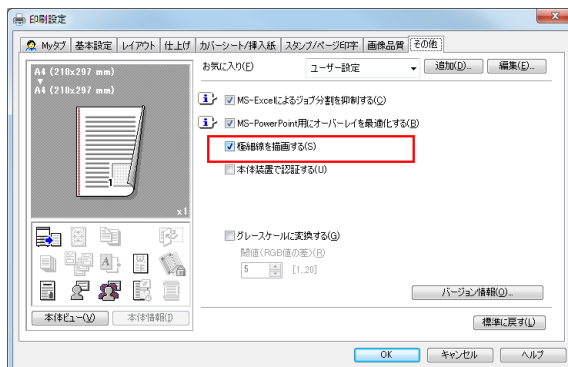 印刷設定
Myタブ 基本設定 レイアウト 仕上げ カバーシート/挿入紙 スタンプ/ページ印字 画像品質 その他
A4 (210x297 mm)
A4 (210x297 mm)
1
x1
お気に入り(F) ユーザー設定 追加(D)... 編集(E)...
MS-Excelによるジョブ分割を抑制する(C)
MS-PowerPoint用にオーバーレイを最適化する(B)
極細線を描画する(S)
本体装置で認証する(U)
グレースケールに変換する(G)
閾値(RGB値の差)(R)
5 [1..20]
バージョン情報(O)...
本体ビュー(V) 本体情報(I)
標準に戻す(L)
OK キャンセル ヘルプ